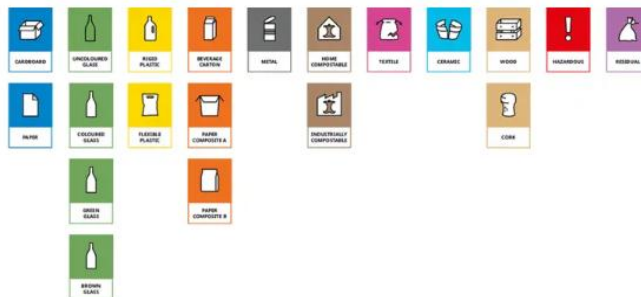 CARDBOARD
UNCOLOURED
GLASS
RIGID
PLASTIC
BEVERAGE
CARTON
METAL
HOME
COMPOSTABLE
TEXTILE
CERAMIC
WOOD
HAZARDOUS
RESIDUAL
PAPER
COLOURED
GLASS
FLEXIBLE
PLASTIC
PAPER
COMPOSITE A
INDUSTRIALLY
COMPOSTABLE
CORK
GREEN
GLASS
PAPER
COMPOSITE B
BROWN
GLASS